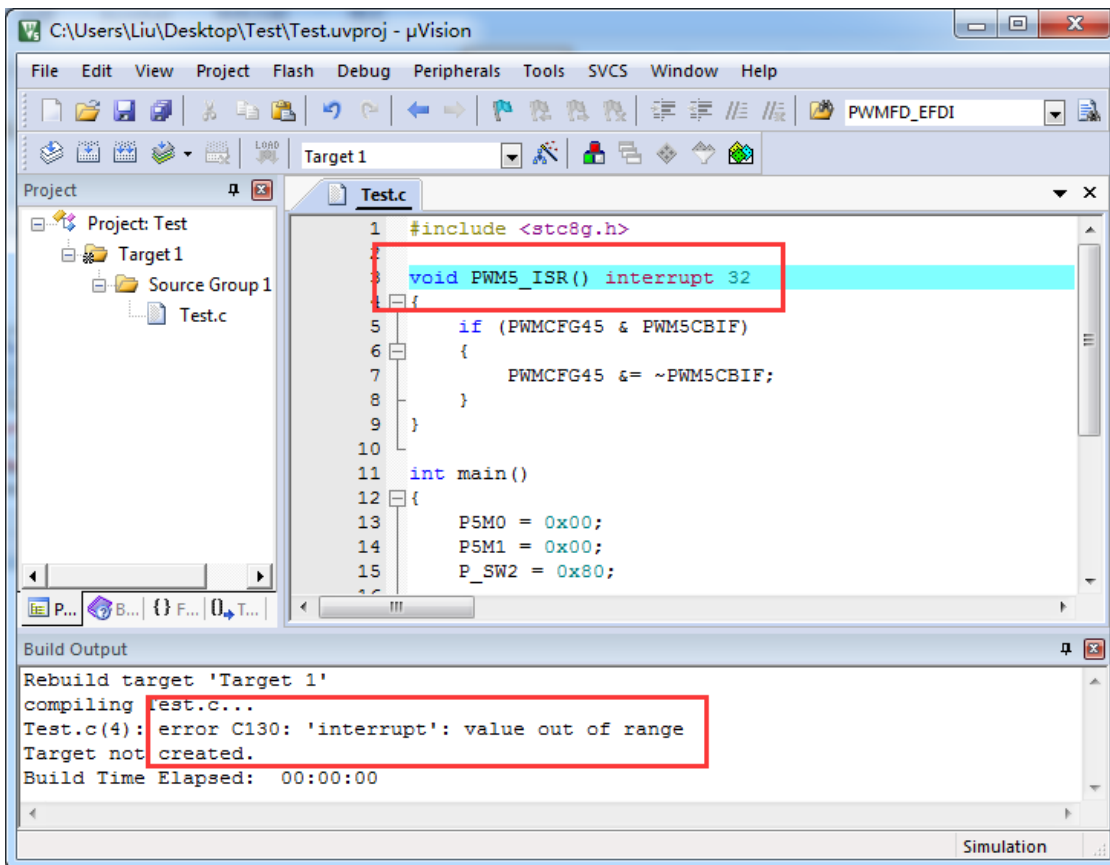 C:\Users\Liu\Desktop\Test\Test.uvproj - µVision
File Edit View Project Flash Debug Peripherals Tools SVCS Window Help
PWMFD_EFDI
LOAD
Target 1
Project
Project: Test
Target 1
Source Group 1
Test.c
P... B... {} F... 0 T...
Test.c
1 #include <stc8g.h>
2
3 void PWM5_ISR() interrupt 32
4 {
5 if (PWMCFG45 & PWM5CBIF)
6 {
7 PWMCFG45 &= ~PWM5CBIF;
8 }
9 }
10
11 int main()
12 {
13 P5M0 = 0x00;
14 P5M1 = 0x00;
15 P_SW2 = 0x80;
Build Output
Rebuild target 'Target 1'
compiling Test.c...
Test.c(4): error C130: 'interrupt': value out of range
Target not created.
Build Time Elapsed: 00:00:00
Simulation